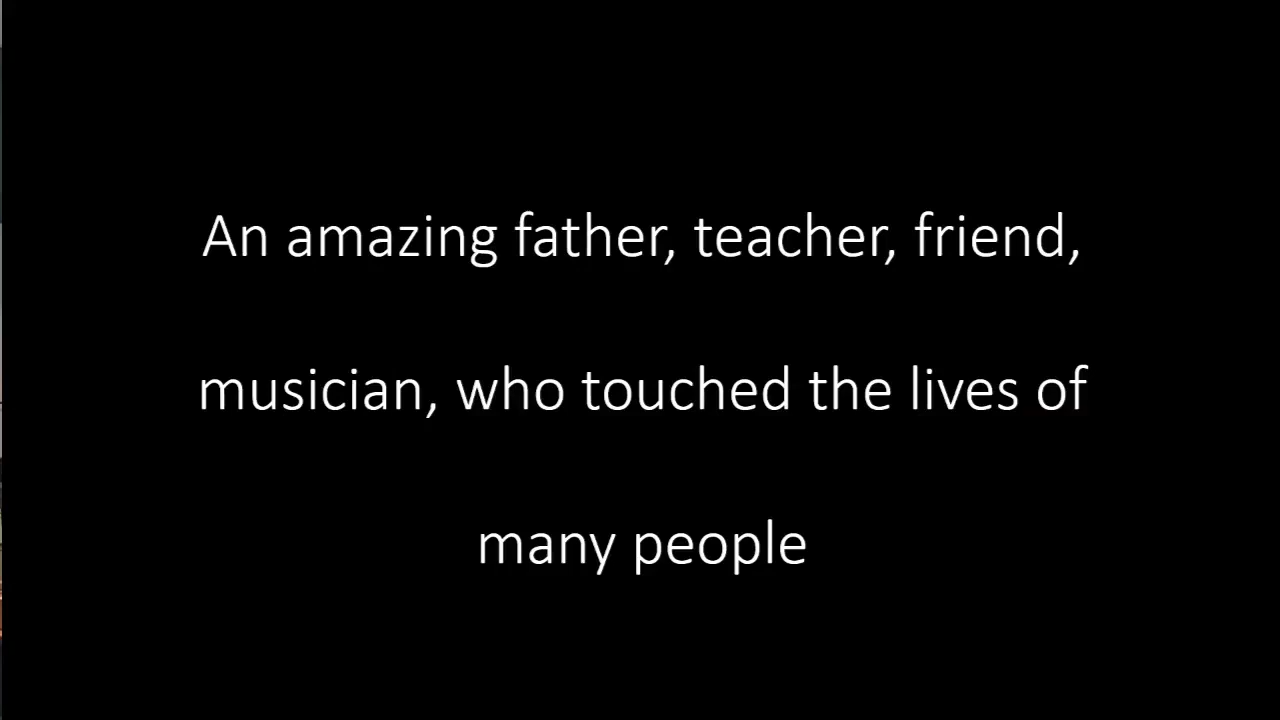 An amazing father, teacher, friend,
musician, who touched the lives of
many people